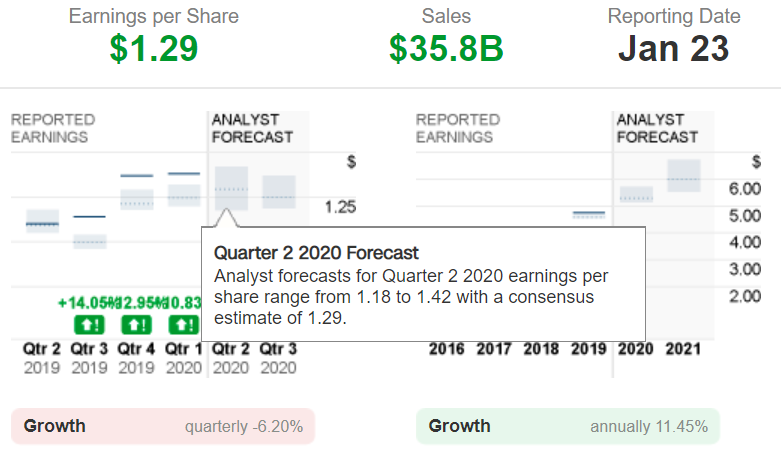 Earnings per Share
$1.29
Sales
$35.8B
Reporting Date
Jan 23
REPORTED
EARNINGS
ANALYST
FORECAST
$
1.25
Quarter 2 2020 Forecast
Analyst forecasts for Quarter 2 2020 earnings per
share range from 1.18 to 1.42 with a consensus
estimate of 1.29.
+14.05%
Qtr 2 Qtr 3 Qtr 4 Qtr 1 Qtr 2 Qtr 3
2019 2019 2019 2020 2020 2020
Growth quarterly -6.20%
REPORTED
EARNINGS
ANALYST
FORECAST
$
6.00
5.00
4.00
3.00
2.00
2016 2017 2018 2019 2020 2021
Growth annually 11.45%